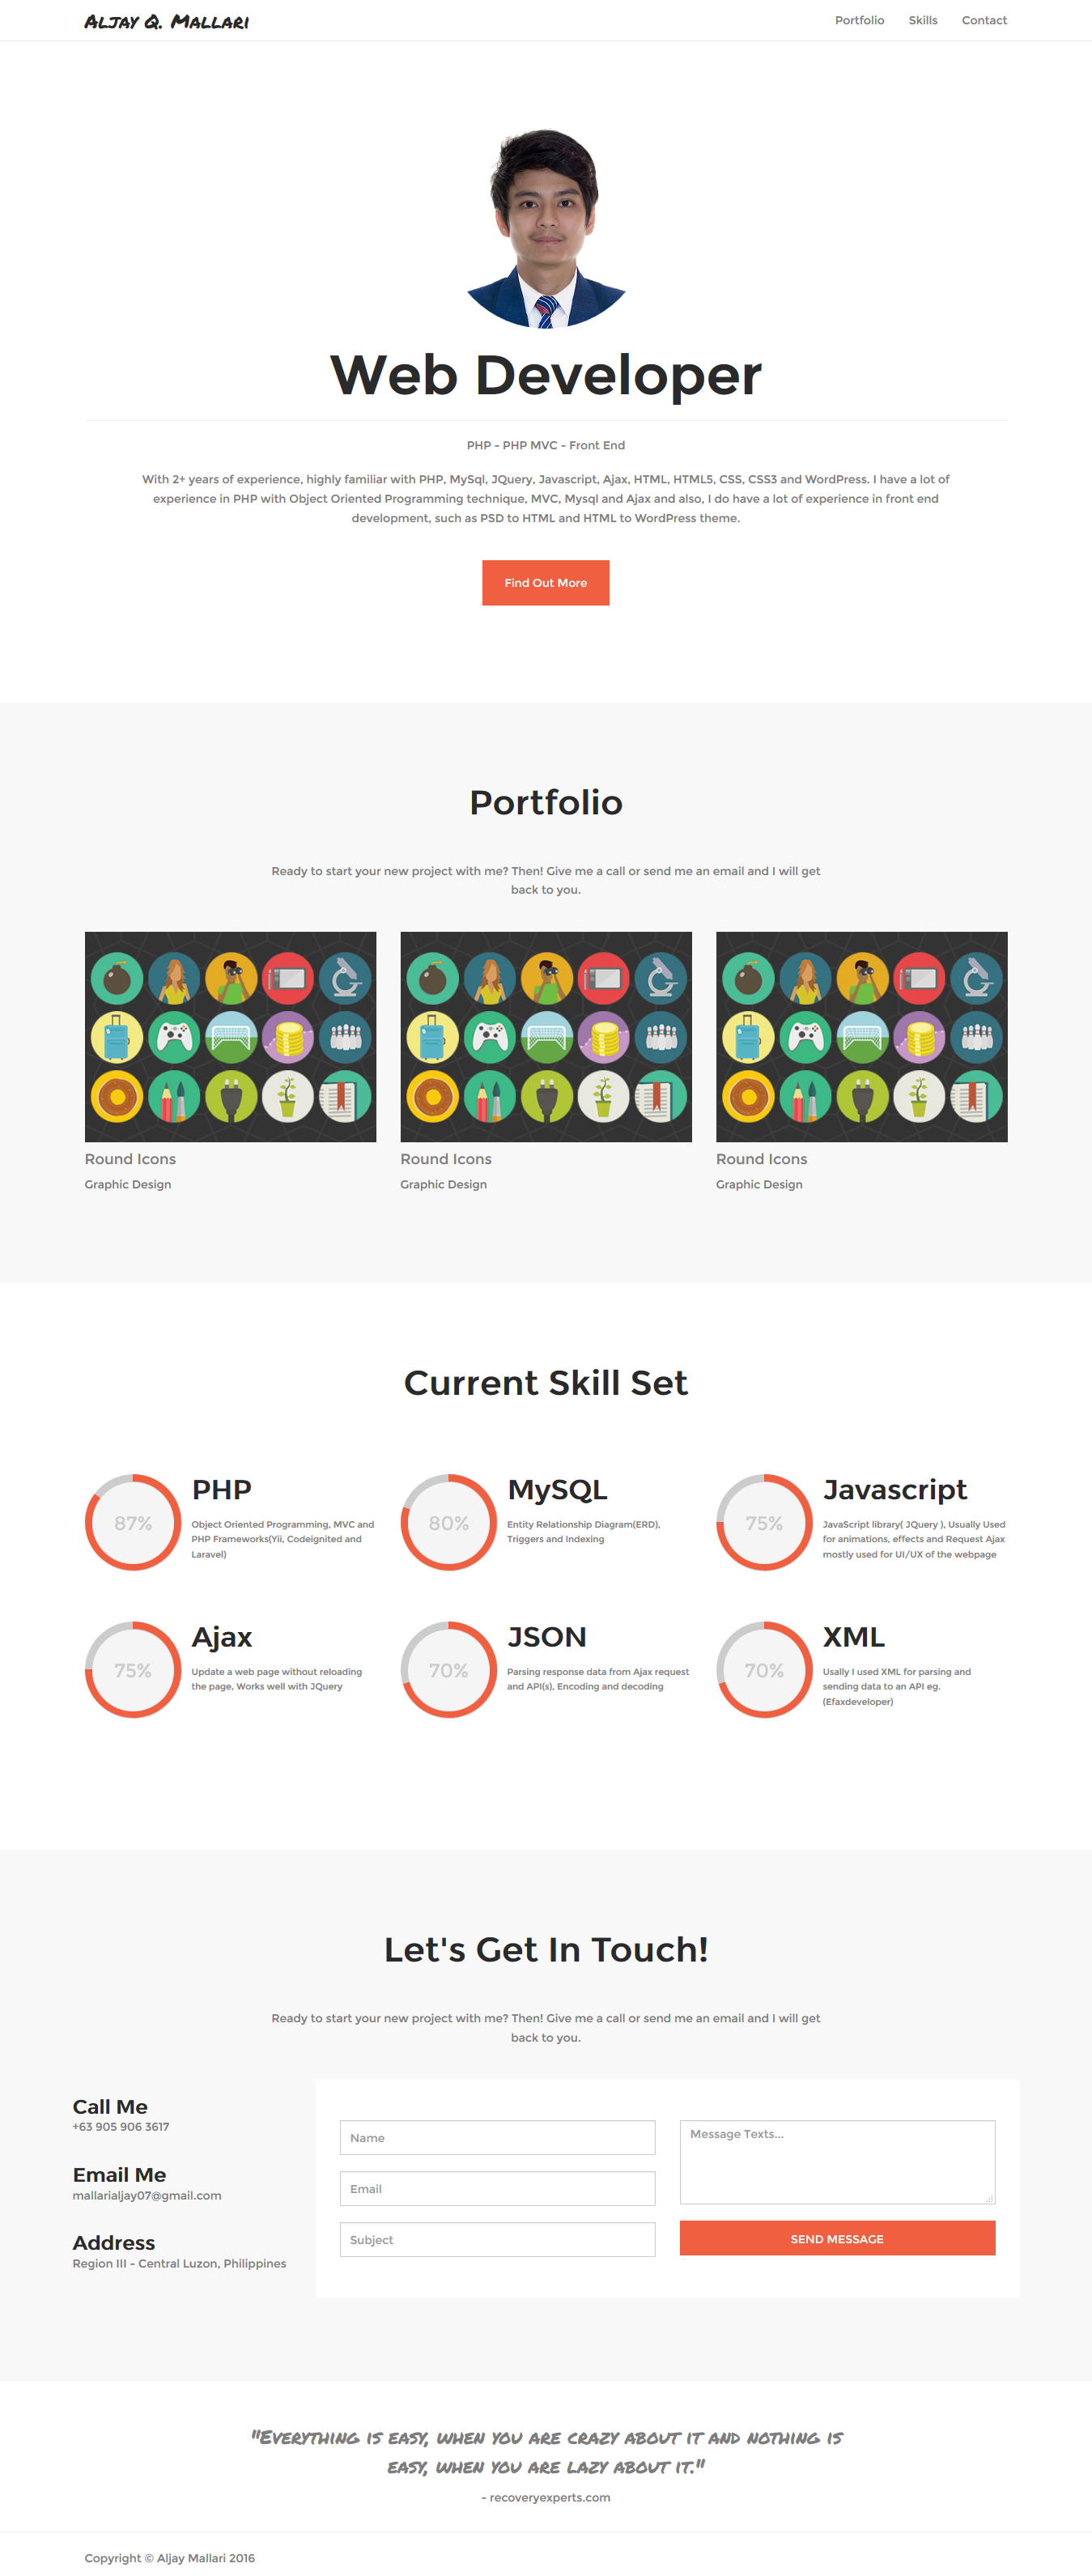 Aljay Q. Mallari
Portfolio Skills Contact
Web Developer
PHP - PHP MVC - Front End
With 2+ years of experience, highly familiar with PHP, MySql, JQuery, Javascript, Ajax, HTML, HTML5, CSS, CSS3 and WordPress. I have a lot of
experience in PHP with Object Oriented Programming technique, MVC, Mysql and Ajax and also, I do have a lot of experience in front end
development, such as PSD to HTML and HTML to WordPress theme.
Find Out More
Portfolio
Ready to start your new project with me? Then! Give me a call or send me an email and I will get
back to you.
Round Icons
Graphic Design
Round Icons
Graphic Design
Round Icons
Graphic Design
Current Skill Set
87%
PHP
Object Oriented Programming, MVC and
PHP Frameworks(Yii, Codeignited and
Laravel)
80%
MySQL
Entity Relationship Diagram(ERD),
Triggers and Indexing
75%
Javascript
JavaScript library( JQuery ), Usually Used
for animations, effects and Request Ajax
mostly used for UI/UX of the webpage
75%
Ajax
Update a web page without reloading
the page, Works well with JQuery
70%
JSON
Parsing response data from Ajax request
and API(s), Encoding and decoding
70%
XML
Usally I used XML for parsing and
sending data to an API eg.
(Efaxdeveloper)
Let's Get In Touch!
Ready to start your new project with me? Then! Give me a call or send me an email and I will get
back to you.
Call Me
+63 905 906 3617
Email Me
mallarialjay07@gmail.com
Address
Region III - Central Luzon, Philippines
Name
Email
Subject
Message Texts...
SEND MESSAGE
"Everything is easy, when you are crazy about it and nothing is
easy, when you are lazy about it."
- recoveryexperts.com
Copyright © Aljay Mallari 2016